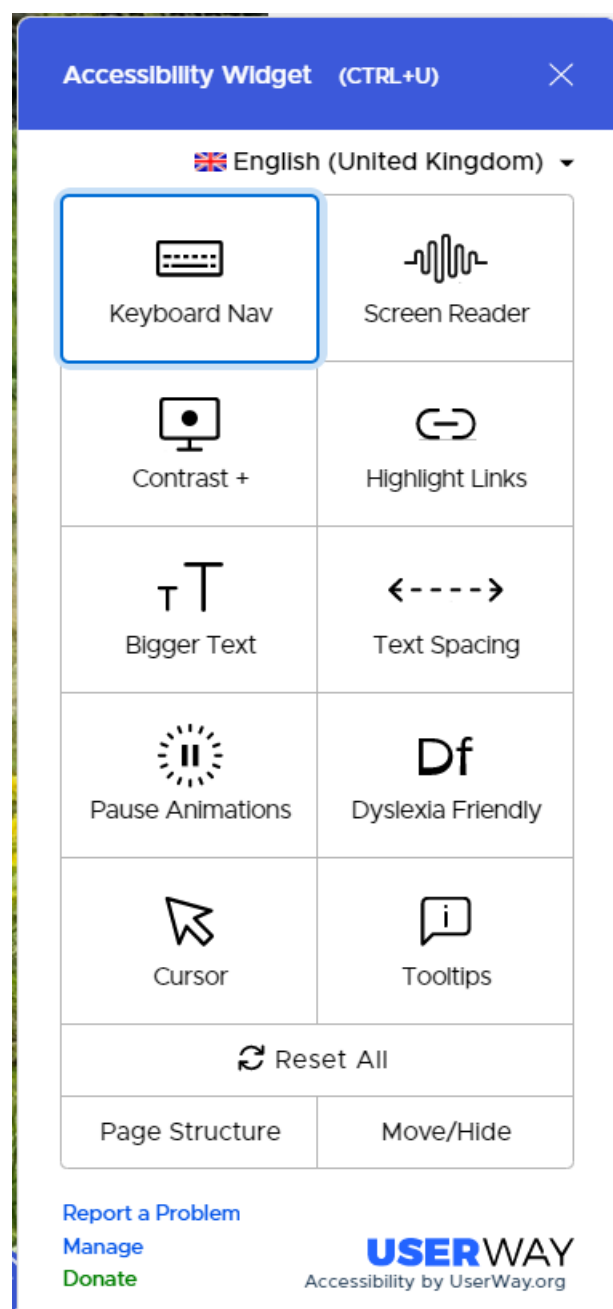 Accessibility Widget (CTRL+U)
English (United Kingdom)
Keyboard Nav
Screen Reader
Contrast +
Highlight Links
TT
Bigger Text
Text Spacing
Pause Animations
Df
Dyslexia Friendly
Cursor
i
Tooltips
Reset All
Page Structure
Move/Hide
Report a Problem
Manage
Donate
USERWAY
Accessibility by UserWay.org